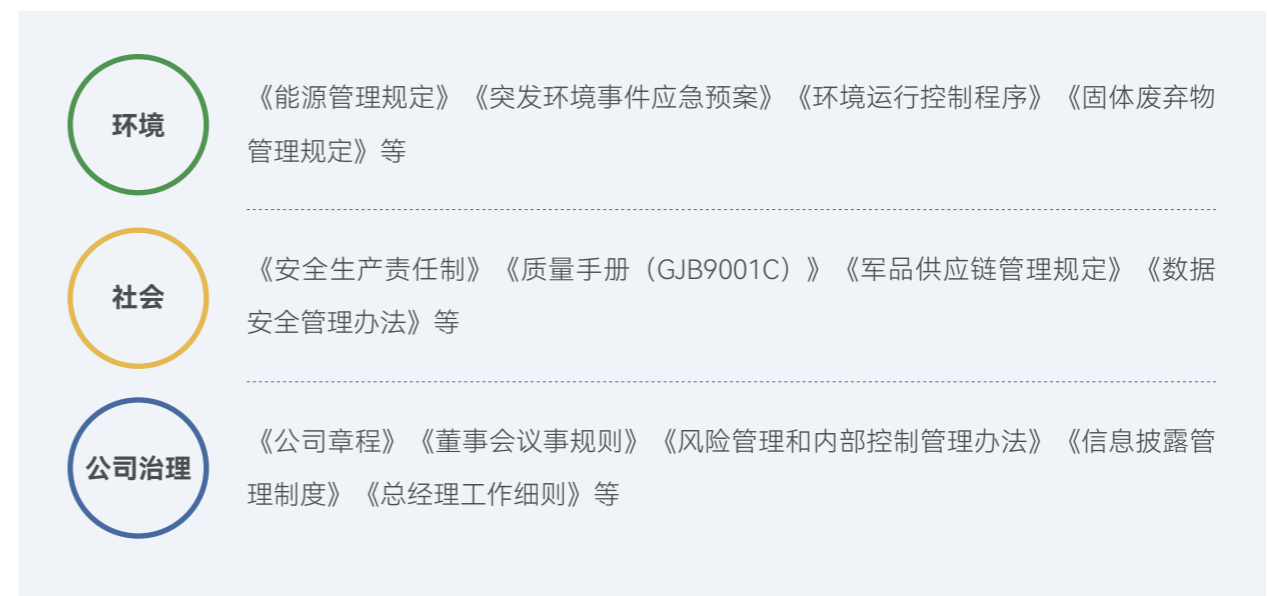 环境
《能源管理规定》《突发环境事件应急预案》《环境运行控制程序》《固体废弃物
管理规定》等
社会
《安全生产责任制》《质量手册（GJB9001C）》《军品供应链管理规定》《数据
安全管理办法》等
公司治理
《公司章程》《董事会议事规则》《风险管理和内部控制管理办法》《信息披露管
理制度》《总经理工作细则》等